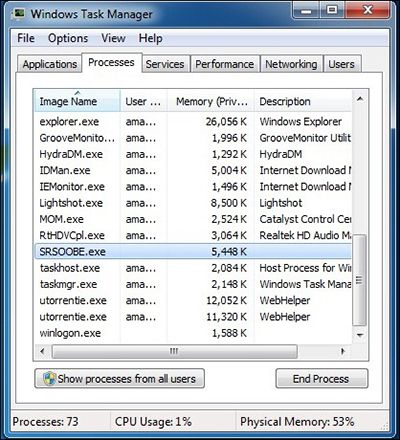 Windows Task Manager
File Options View Help
Applications Processes Services Performance Networking Users
Image Name User ... Memory (Priv... Description
explorer.exe ama... 26,056 K Windows Explorer
GrooveMonito... ama... 1,996 K GrooveMonitor Utilit
HydraDM.exe ama... 1,292 K HydraDM
IDMan.exe ama... 5,004 K Internet Download M
IEMonitor.exe ama... 1,496 K Internet Download M
Lightshot.exe ama... 8,500 K Lightshot
MOM.exe ama... 2,524 K Catalyst Control Cer
RtHDVCpl.exe ama... 3,064 K Realtek HD Audio M
SRSOOBE.exe ama... 5,448 K
taskhost.exe ama... 2,084 K Host Process for Wi
taskmgr.exe ama... 2,148 K Windows Task Mana
utorrentie.exe ama... 12,052 K WebHelper
utorrentie.exe ama... 11,320 K WebHelper
winlogon.exe 1,588 K
Show processes from all users End Process
Processes: 73 CPU Usage: 1% Physical Memory: 53%